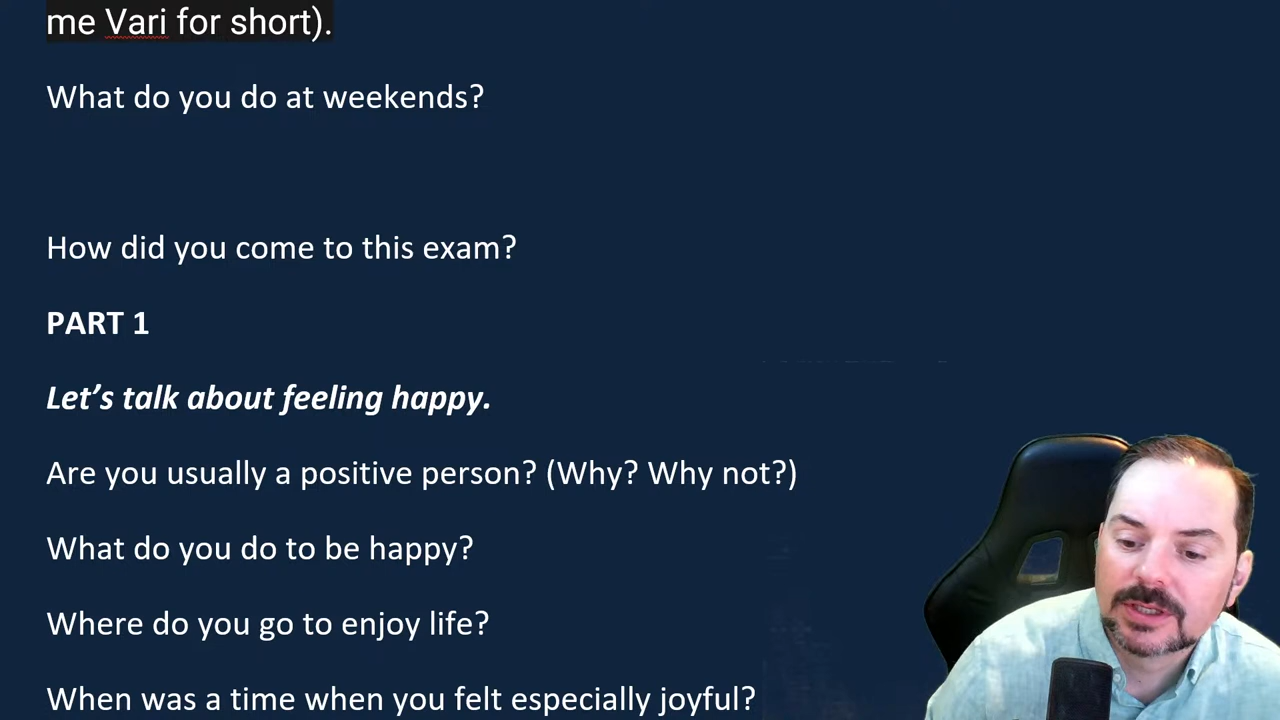 me Vari for short).
What do you do at weekends?
How did you come to this exam?
PART 1
Let’s talk about feeling happy.
Are you usually a positive person? (Why? Why not?)
What do you do to be happy?
Where do you go to enjoy life?
When was a time when you felt especially joyful?